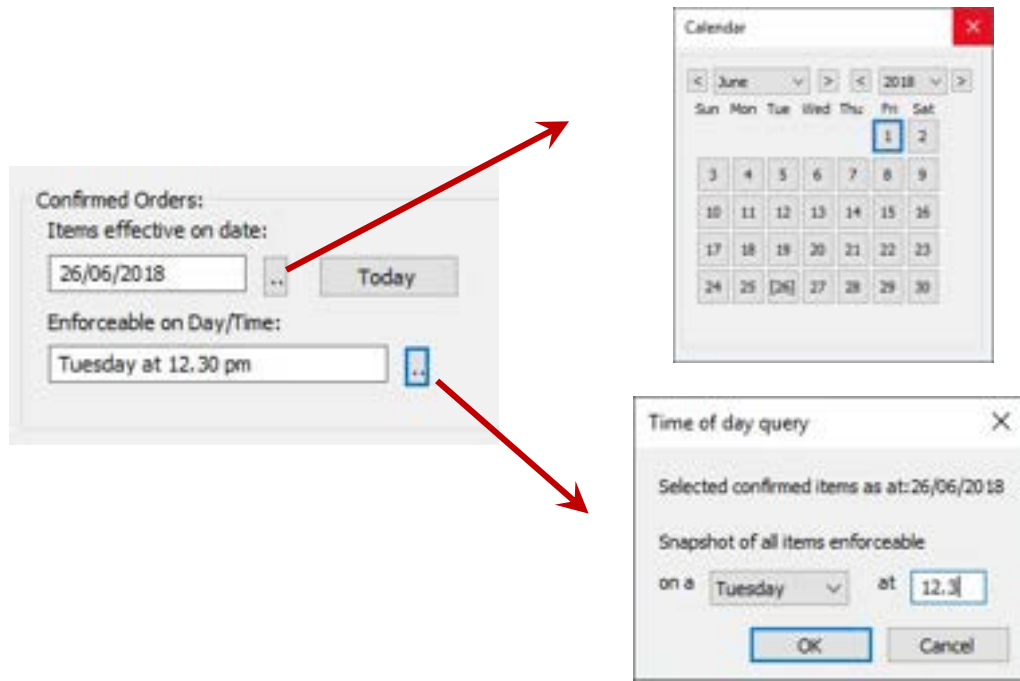 Confirmed Orders:
Items effective on date:
26/06/2018 .. Today
Enforceable on Day/Time:
Tuesday at 12.30 pm ..
Calendar
< June > < 2018 >
Sun Mon Tue Wed Thu Fri Sat
1 2
3 4 5 6 7 8 9
10 11 12 13 14 15 16
17 18 19 20 21 22 23
24 25 [26] 27 28 29 30
Time of day query
Selected confirmed items as at:26/06/2018
Snapshot of all items enforceable
on a Tuesday at 12.3
OK Cancel